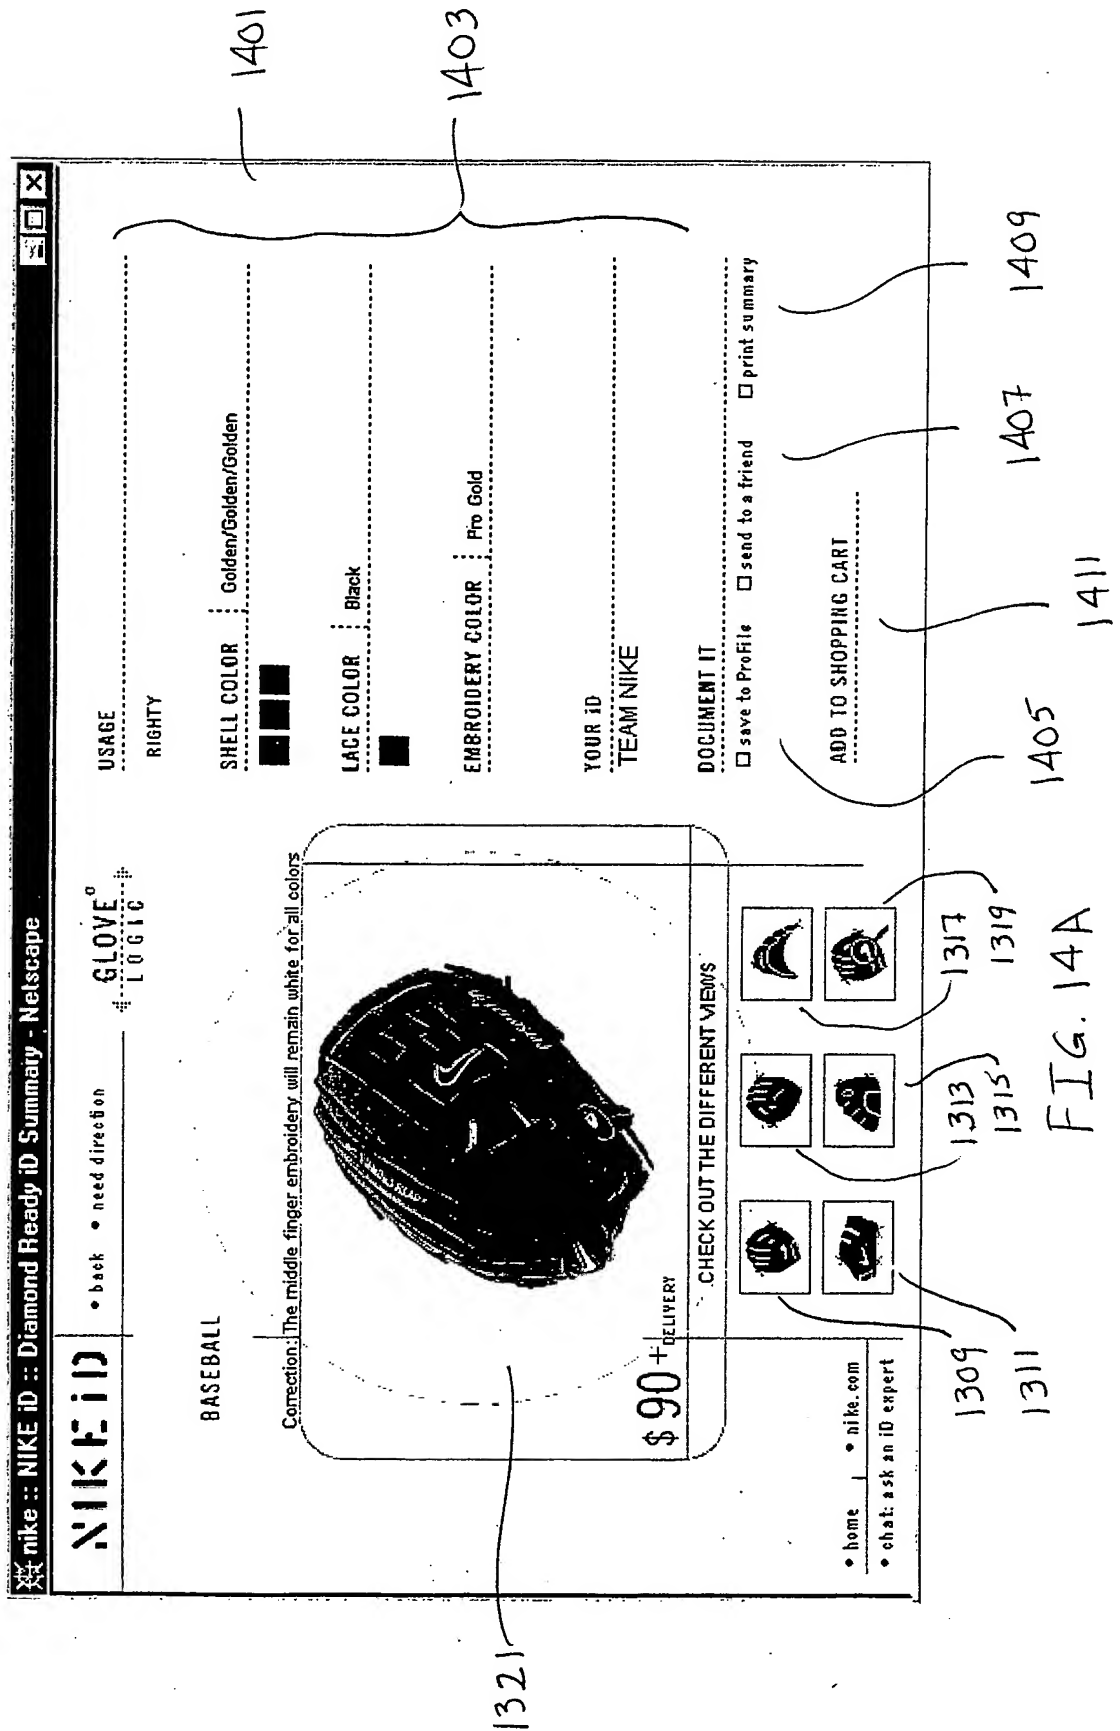 nike :: NIKE iD :: Diamond Ready iD Summary - Netscape
NIKE iD
• back • need direction
GLOVE
LOGIC
BASEBALL
Correction: The middle finger embroidery will remain white for all colors
$ 90 + DELIVERY
CHECK OUT THE DIFFERENT VIEWS
• home | • nike.com
• chat: ask an iD expert
USAGE
RIGHTY
SHELL COLOR Golden/Golden/Golden
LACE COLOR Black
EMBROIDERY COLOR Pro Gold
YOUR iD
TEAM NIKE
DOCUMENT IT
save to ProFile send to a friend print summary
ADD TO SHOPPING CART
1401
1403
1321
1309
1311
1313
1315
1317
1319
1405
1407
1409
1411
FIG. 14A